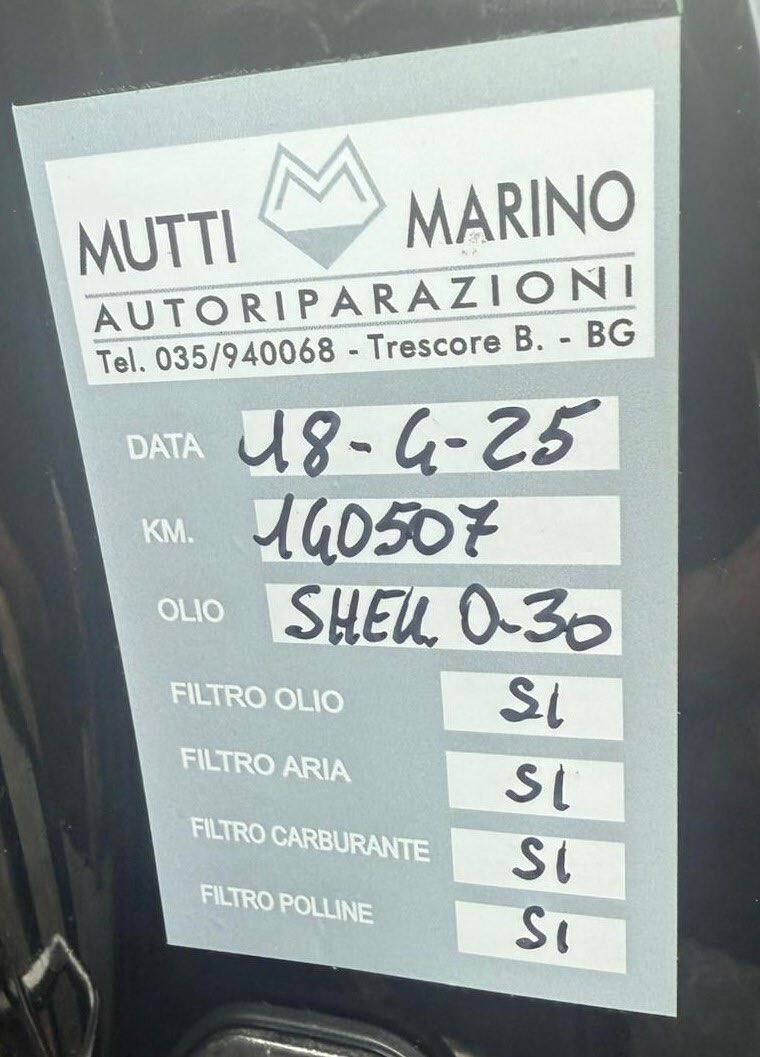 MUTTI MARINO
AUTORIPARAZIONI
Tel. 035/940068 - Trescore B. - BG
DATA 18-4-25
KM. 140507
OLIO SHELL 0-30
FILTRO OLIO SI
FILTRO ARIA SI
FILTRO CARBURANTE SI
FILTRO POLLINE SI